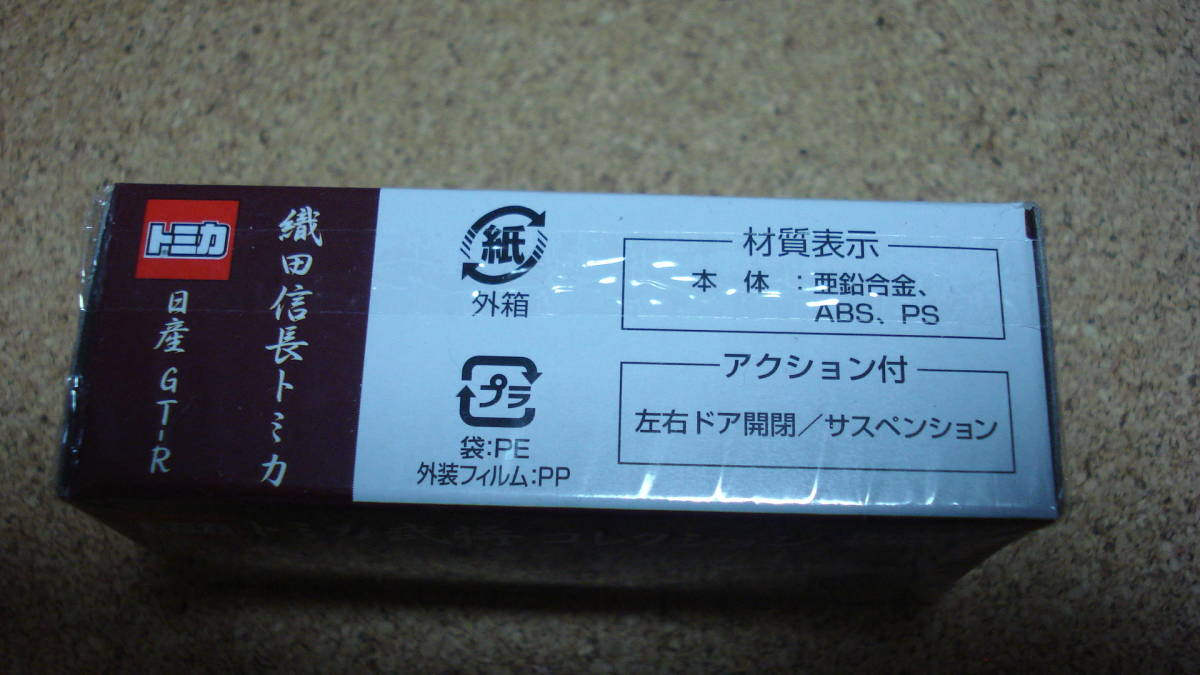 トミカ
織田信長トミカ
日産 GT-R
紙
外箱
プラ
袋:PE
外装フィルム:PP
材質表示
本 体 :亜鉛合金、
ABS、PS
アクション付
左右ドア開閉/サスペンション